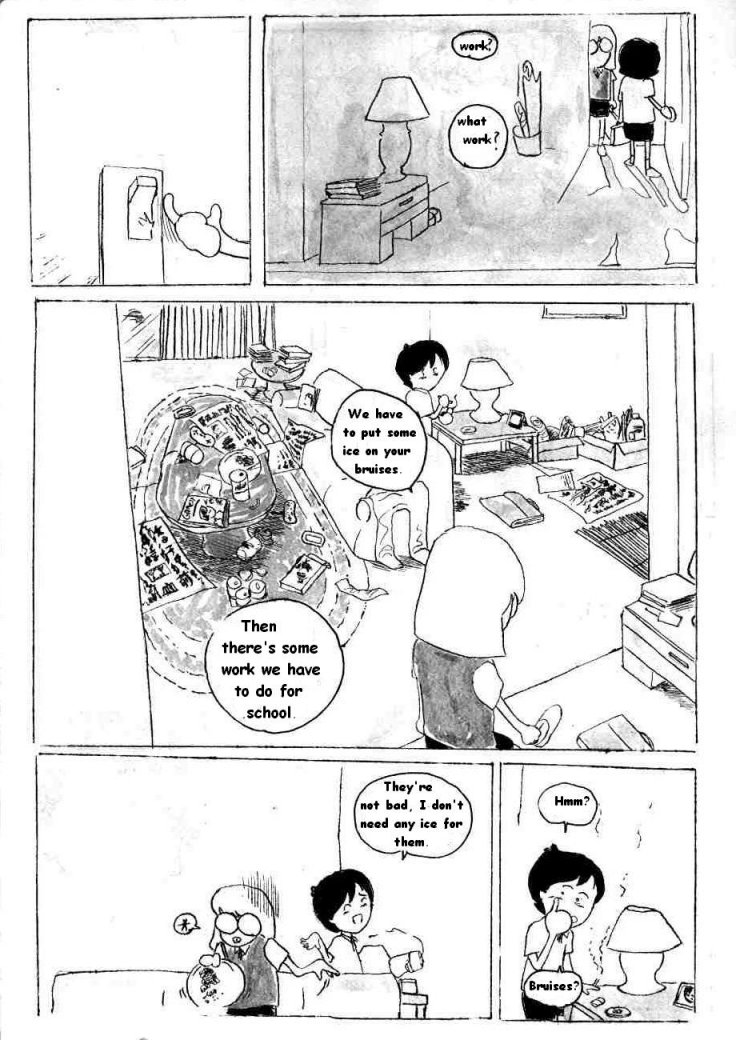 work?
what
work?
We have
to put some
ice on your
bruises.
Then
there's some
work we have
to do for
school.
They're
not bad, I don't
need any ice for
them.
Hmm?
Bruises?